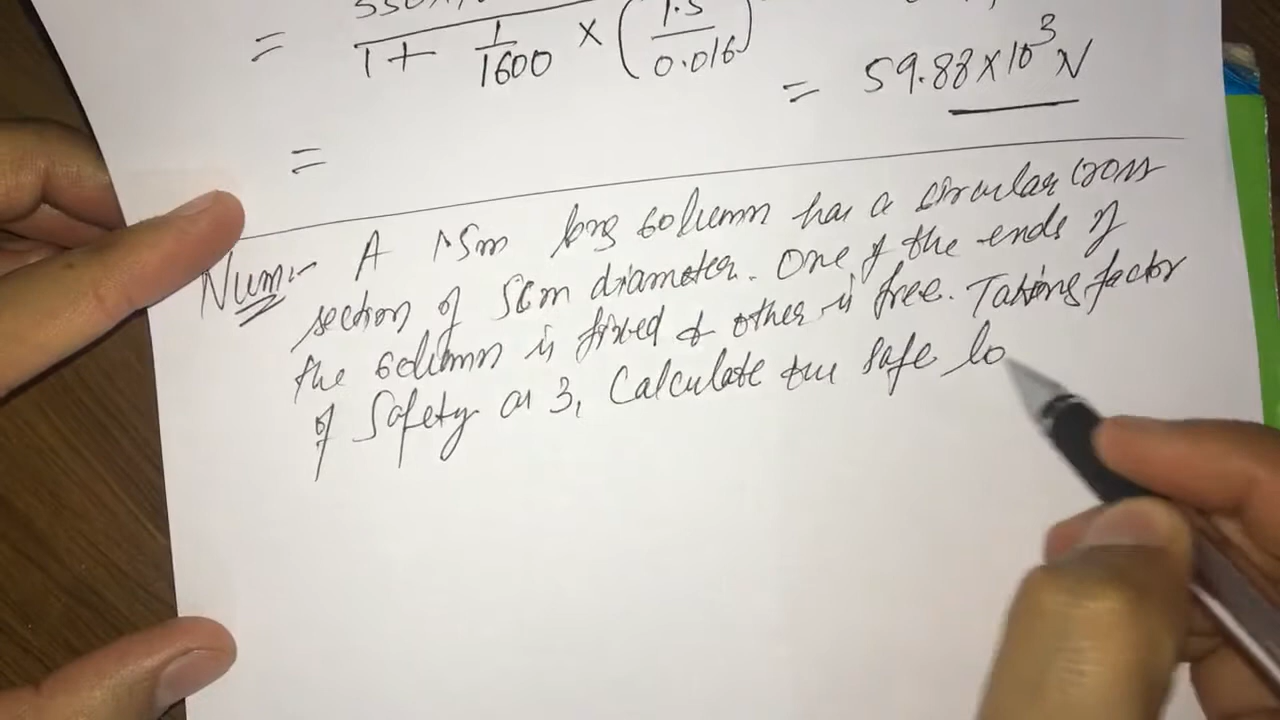 = 1 + 1/1600 × (1.5/0.016)
= 59.88×10³ N
=
Num:- A 1.5m long column has a circular cross
section of 5cm diameter. One of the ends of
the column is fixed & other is free. Taking factor
of Safety as 3, Calculate the safe lo